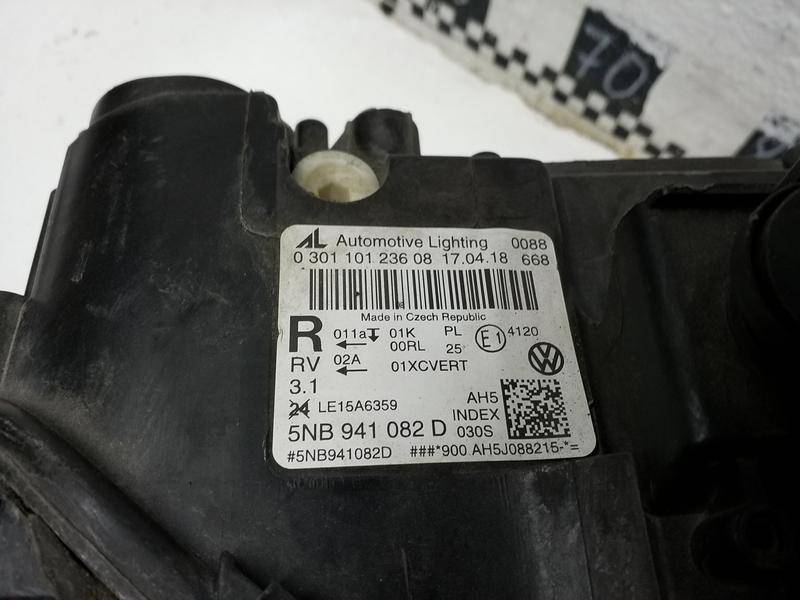 70
AL Automotive Lighting 0088
0 301 101 236 08 17.04.18 668
Made in Czech Republic
R 011a 01K PL E1 4120
00RL 25
RV 02A 01XCVERT
3.1
24 LE15A6359 AH5
INDEX
5NB 941 082 D 030S
#5NB941082D ###*900 AH5J088215-*=